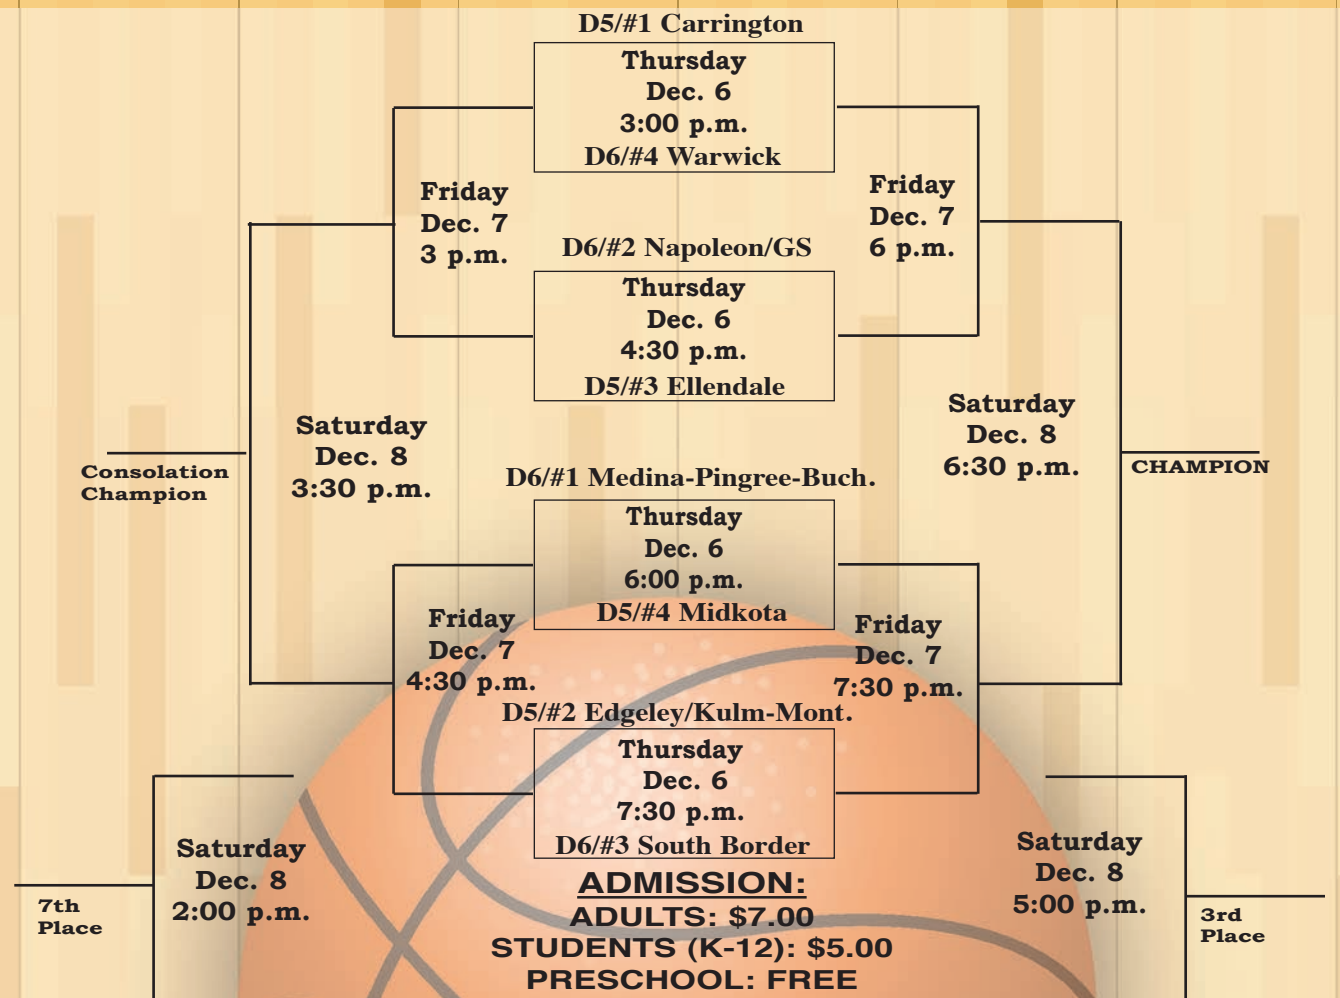 D5/#1 Carrington
Thursday
Dec. 6
3:00 p.m.
D6/#4 Warwick
Friday
Dec. 7
3 p.m.
Friday
Dec. 7
6 p.m.
D6/#2 Napoleon/GS
Thursday
Dec. 6
4:30 p.m.
D5/#3 Ellendale
Saturday
Dec. 8
3:30 p.m.
Consolation
Champion
Saturday
Dec. 8
6:30 p.m.
CHAMPION
D6/#1 Medina-Pingree-Buch.
Thursday
Dec. 6
6:00 p.m.
D5/#4 Midkota
Friday
Dec. 7
4:30 p.m.
Friday
Dec. 7
7:30 p.m.
D5/#2 Edgeley/Kulm-Mont.
Thursday
Dec. 6
7:30 p.m.
D6/#3 South Border
Saturday
Dec. 8
2:00 p.m.
7th
Place
Saturday
Dec. 8
5:00 p.m.
3rd
Place
ADMISSION:
ADULTS: $7.00
STUDENTS (K-12): $5.00
PRESCHOOL: FREE